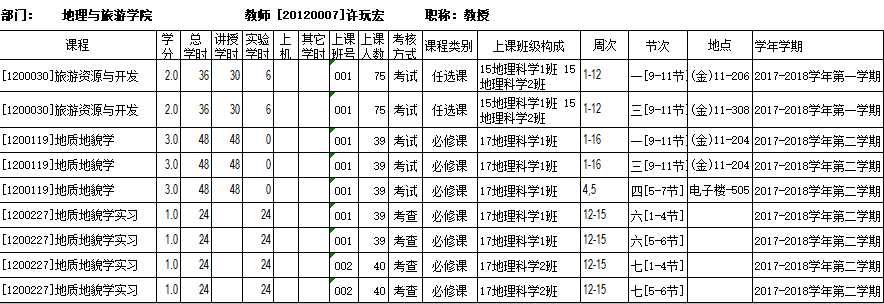 部门： 地理与旅游学院 教师 [20120007]许玩宏 职称：教授
课程 学分 总学时 讲授学时 实验学时 上机 其它学时 上课班号 上课人数 考核方式 课程类别 上课班级构成 周次 节次 地点 学年学期
[1200030]旅游资源与开发 2.0 36 30 6 001 75 考试 任选课 15地理科学1班 15地理科学2班 1-12 一[9-11节] (金)11-206 2017-2018学年第一学期
[1200030]旅游资源与开发 2.0 36 30 6 001 75 考试 任选课 15地理科学1班 15地理科学2班 1-12 三[9-11节] (金)11-308 2017-2018学年第一学期
[1200119]地质地貌学 3.0 48 48 0 001 39 考试 必修课 17地理科学1班 1-16 一[9-11节] (金)11-204 2017-2018学年第二学期
[1200119]地质地貌学 3.0 48 48 0 001 39 考试 必修课 17地理科学1班 1-16 三[9-11节] (金)11-204 2017-2018学年第二学期
[1200119]地质地貌学 3.0 48 48 0 001 39 考试 必修课 17地理科学1班 4,5 四[5-7节] 电子楼-505 2017-2018学年第二学期
[1200227]地质地貌学实习 1.0 24 24 001 39 考查 必修课 17地理科学1班 12-15 六[1-4节] 2017-2018学年第二学期
[1200227]地质地貌学实习 1.0 24 24 001 39 考查 必修课 17地理科学1班 12-15 六[5-6节] 2017-2018学年第二学期
[1200227]地质地貌学实习 1.0 24 24 002 40 考查 必修课 17地理科学2班 12-15 七[1-4节] 2017-2018学年第二学期
[1200227]地质地貌学实习 1.0 24 24 002 40 考查 必修课 17地理科学2班 12-15 七[5-6节] 2017-2018学年第二学期